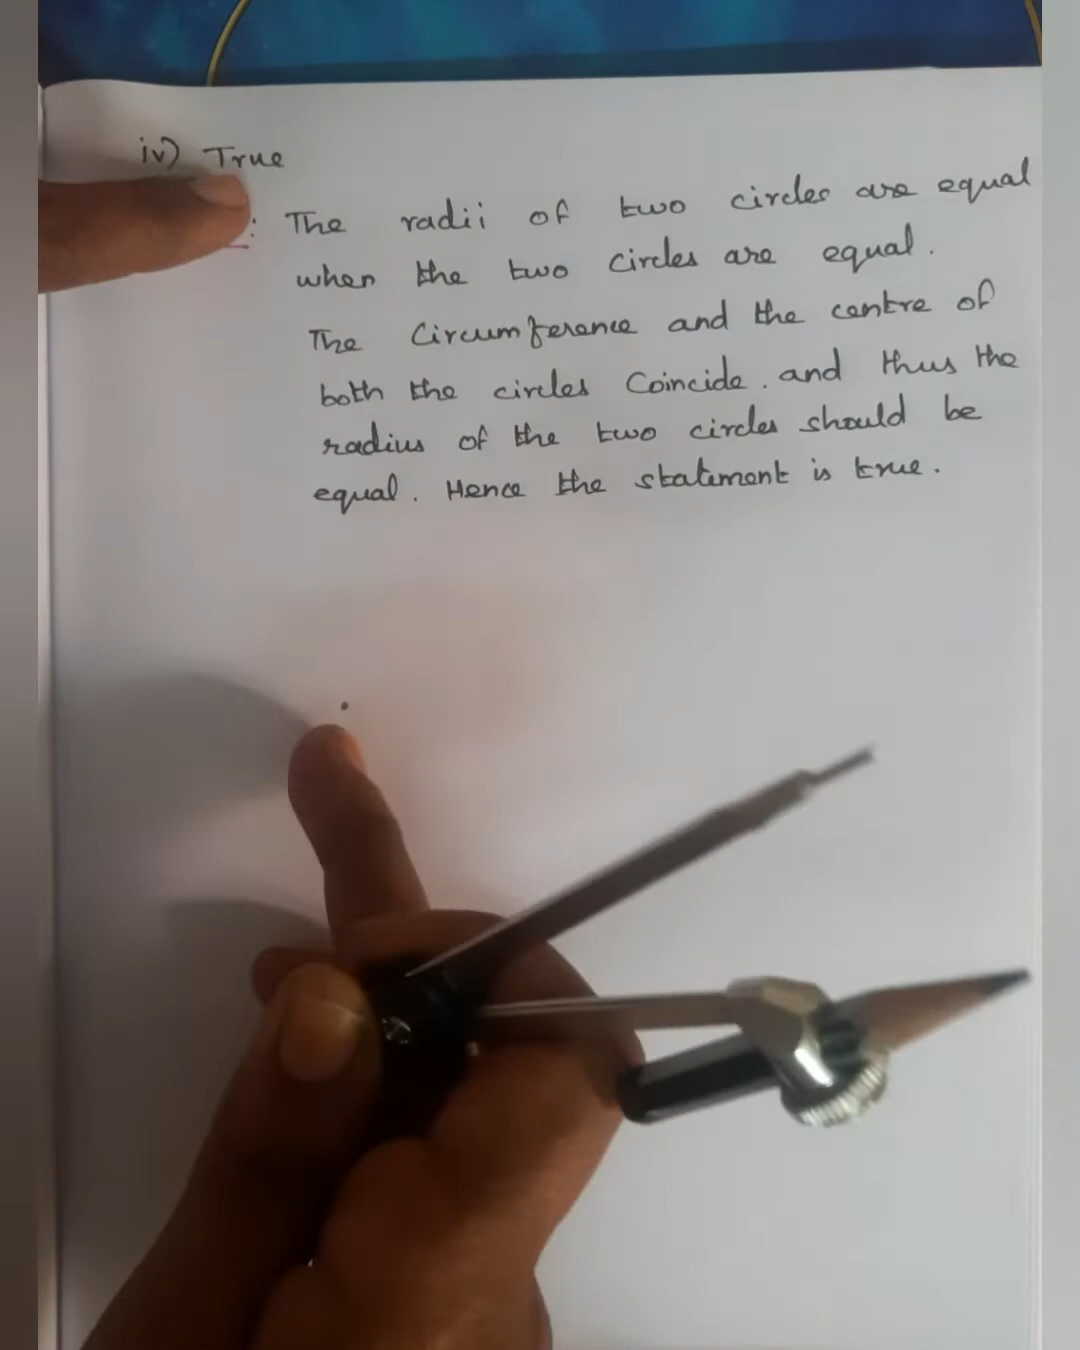 iv) True
: The radii of two circles are equal
when the two circles are equal.
The Circumference and the centre of
both the circles Coincide. and thus the
radius of the two circles should be
equal. Hence the statement is true.